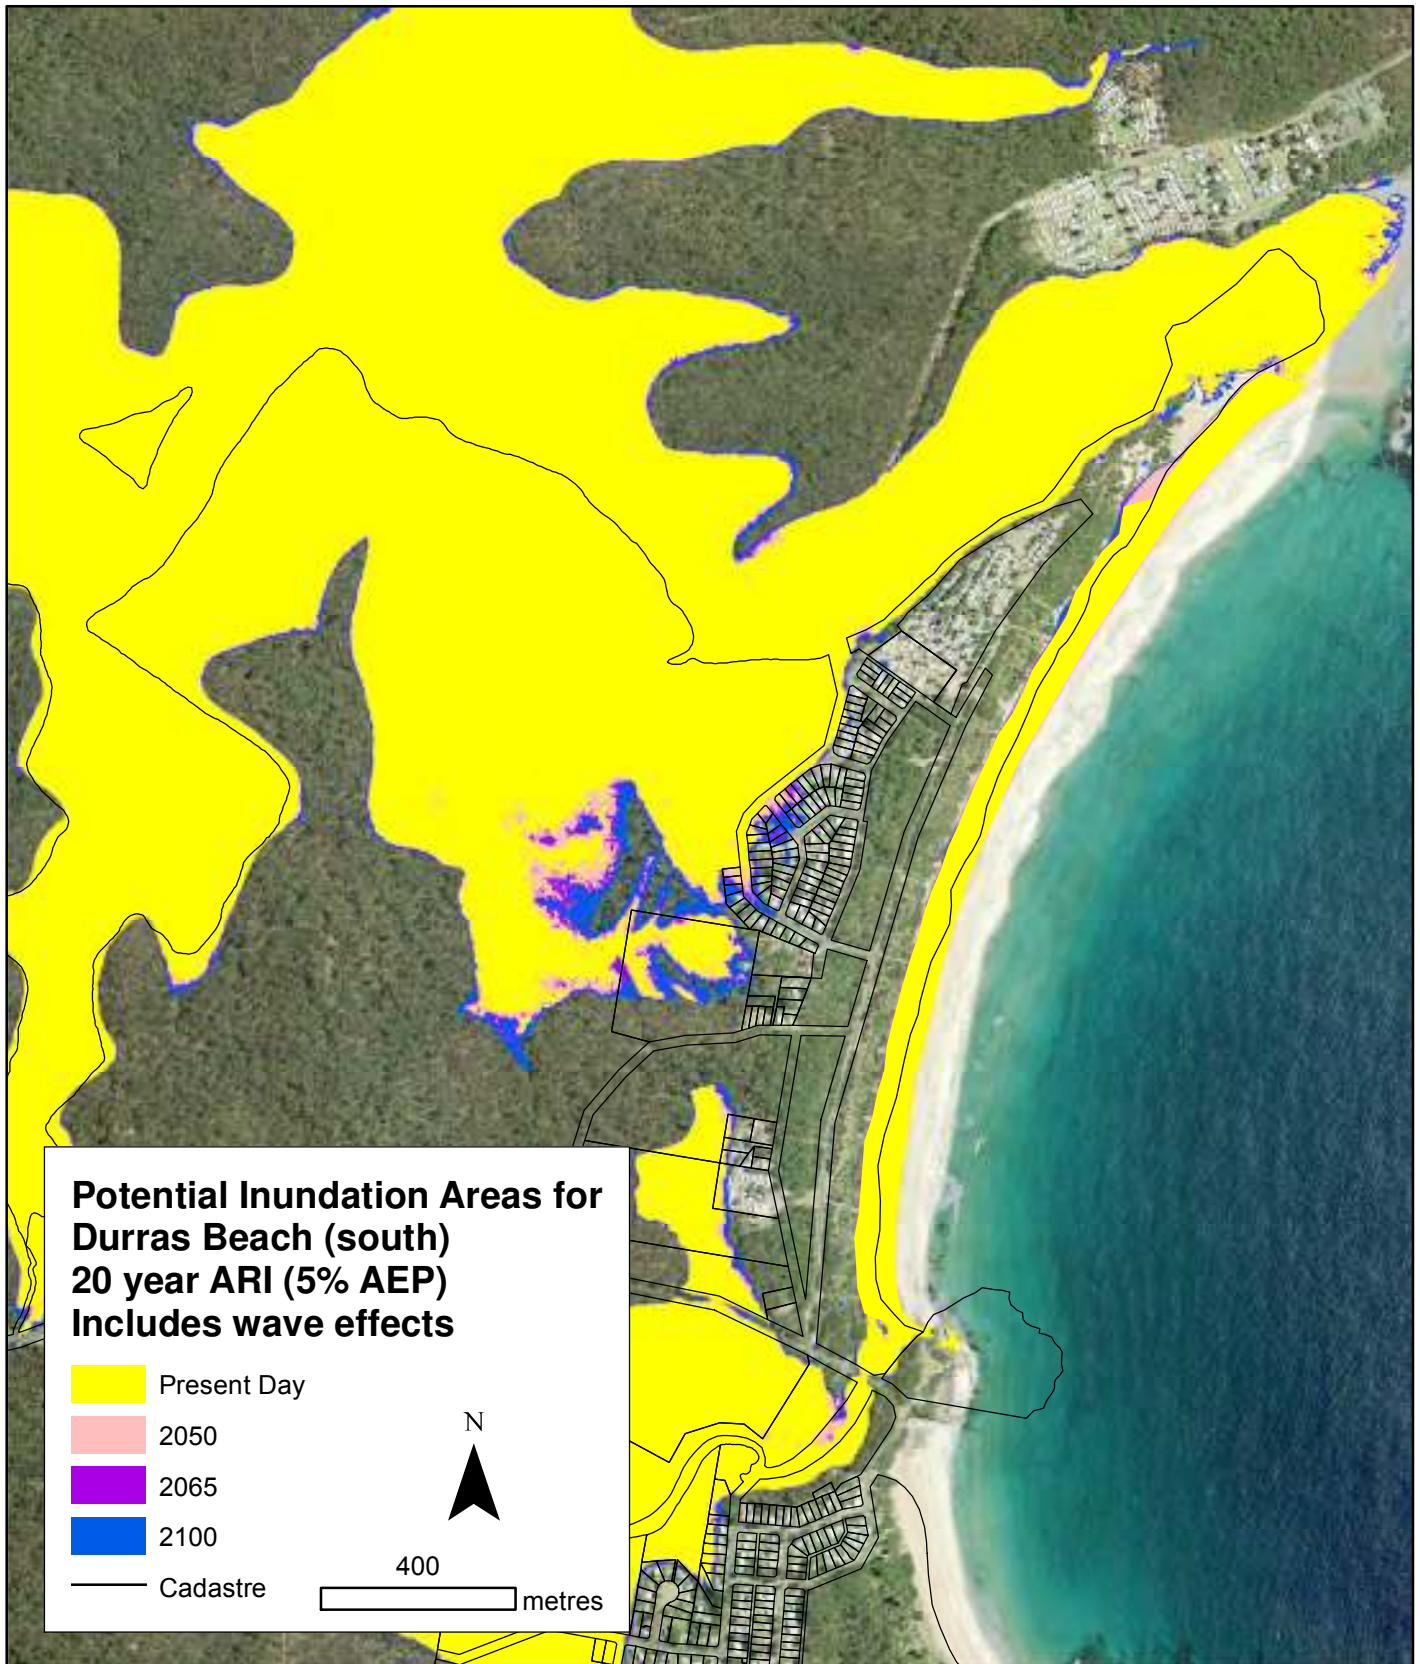 Potential Inundation Areas for
Durras Beach (south)
20 year ARI (5% AEP)
Includes wave effects
Present Day
2050
2065
2100
Cadastre
N
400
metres